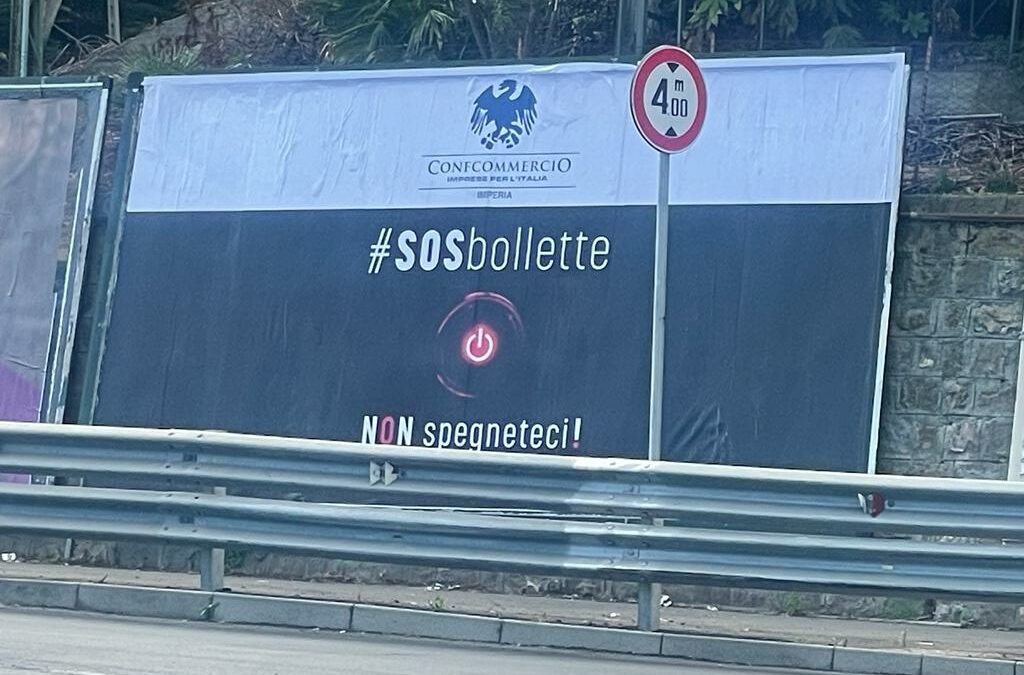 CONFCOMMERCIO
IMPRESE PER L'ITALIA
IMPERIA
4 m 00
#SOSbollette
NON spegneteci!